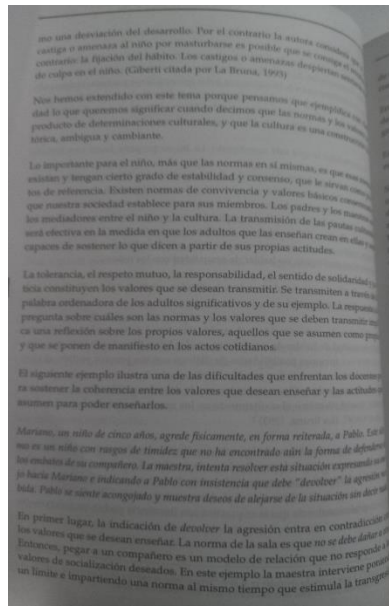 mo una desviación del desarrollo. Por el contrario la autora considera que
castiga o amenaza al niño por masturbarse es posible que se consiga el
contrario: la fijación del hábito. Los castigos o amenazas despiertan
de culpa en el niño. (Giberti citada por La Bruna, 1993)
Nos hemos extendido con este tema porque pensamos que ejemplifica con
dad lo que queremos significar cuando decimos que las normas y los valores
producto de determinaciones culturales, y que la cultura es una construcción
tórica, ambigua y cambiante.
Lo importante para el niño, más que las normas en sí mismas, es que
existan y tengan cierto grado de estabilidad y consenso, que le sirvan como
tos de referencia. Existen normas de convivencia y valores básicos
que nuestra sociedad establece para sus miembros. Los padres y los maestros
los mediadores entre el niño y la cultura. La transmisión de las pautas
será efectiva en la medida en que los adultos que las enseñan crean en ellas y
capaces de sostener lo que dicen a partir de sus propias actitudes.
La tolerancia, el respeto mutuo, la responsabilidad, el sentido de solidaridad y
ticia constituyen los valores que se desean transmitir. Se transmiten a través de
palabra ordenadora de los adultos significativos y de su ejemplo. La respuesta
pregunta sobre cuáles son las normas y los valores que se deben transmitir
ca una reflexión sobre los propios valores, aquellos que se asumen como
y que se ponen de manifiesto en los actos cotidianos.
El siguiente ejemplo ilustra una de las dificultades que enfrentan los docentes
ra sostener la coherencia entre los valores que desean enseñar y las actitudes
asumen para poder enseñarlos.
Mariano, un niño de cinco años, agrede físicamente, en forma reiterada, a Pablo. Este
mo es un niño con rasgos de timidez que no ha encontrado aún la forma de defenderse
los embates de su compañero. La maestra, intenta resolver esta situación expresando su
jo hacia Mariano e indicando a Pablo con insistencia que debe "devolver" la agresión
bida. Pablo se siente acongojado y muestra deseos de alejarse de la situación sin decir
En primer lugar, la indicación de devolver la agresión entra en contradicción
los valores que se desean enseñar. La norma de la sala es que no se debe dañar a
Entonces, pegar a un compañero es un modelo de relación que no responde a
valores de socialización deseados. En este ejemplo la maestra interviene
un límite e impartiendo una norma al mismo tiempo que estimula la